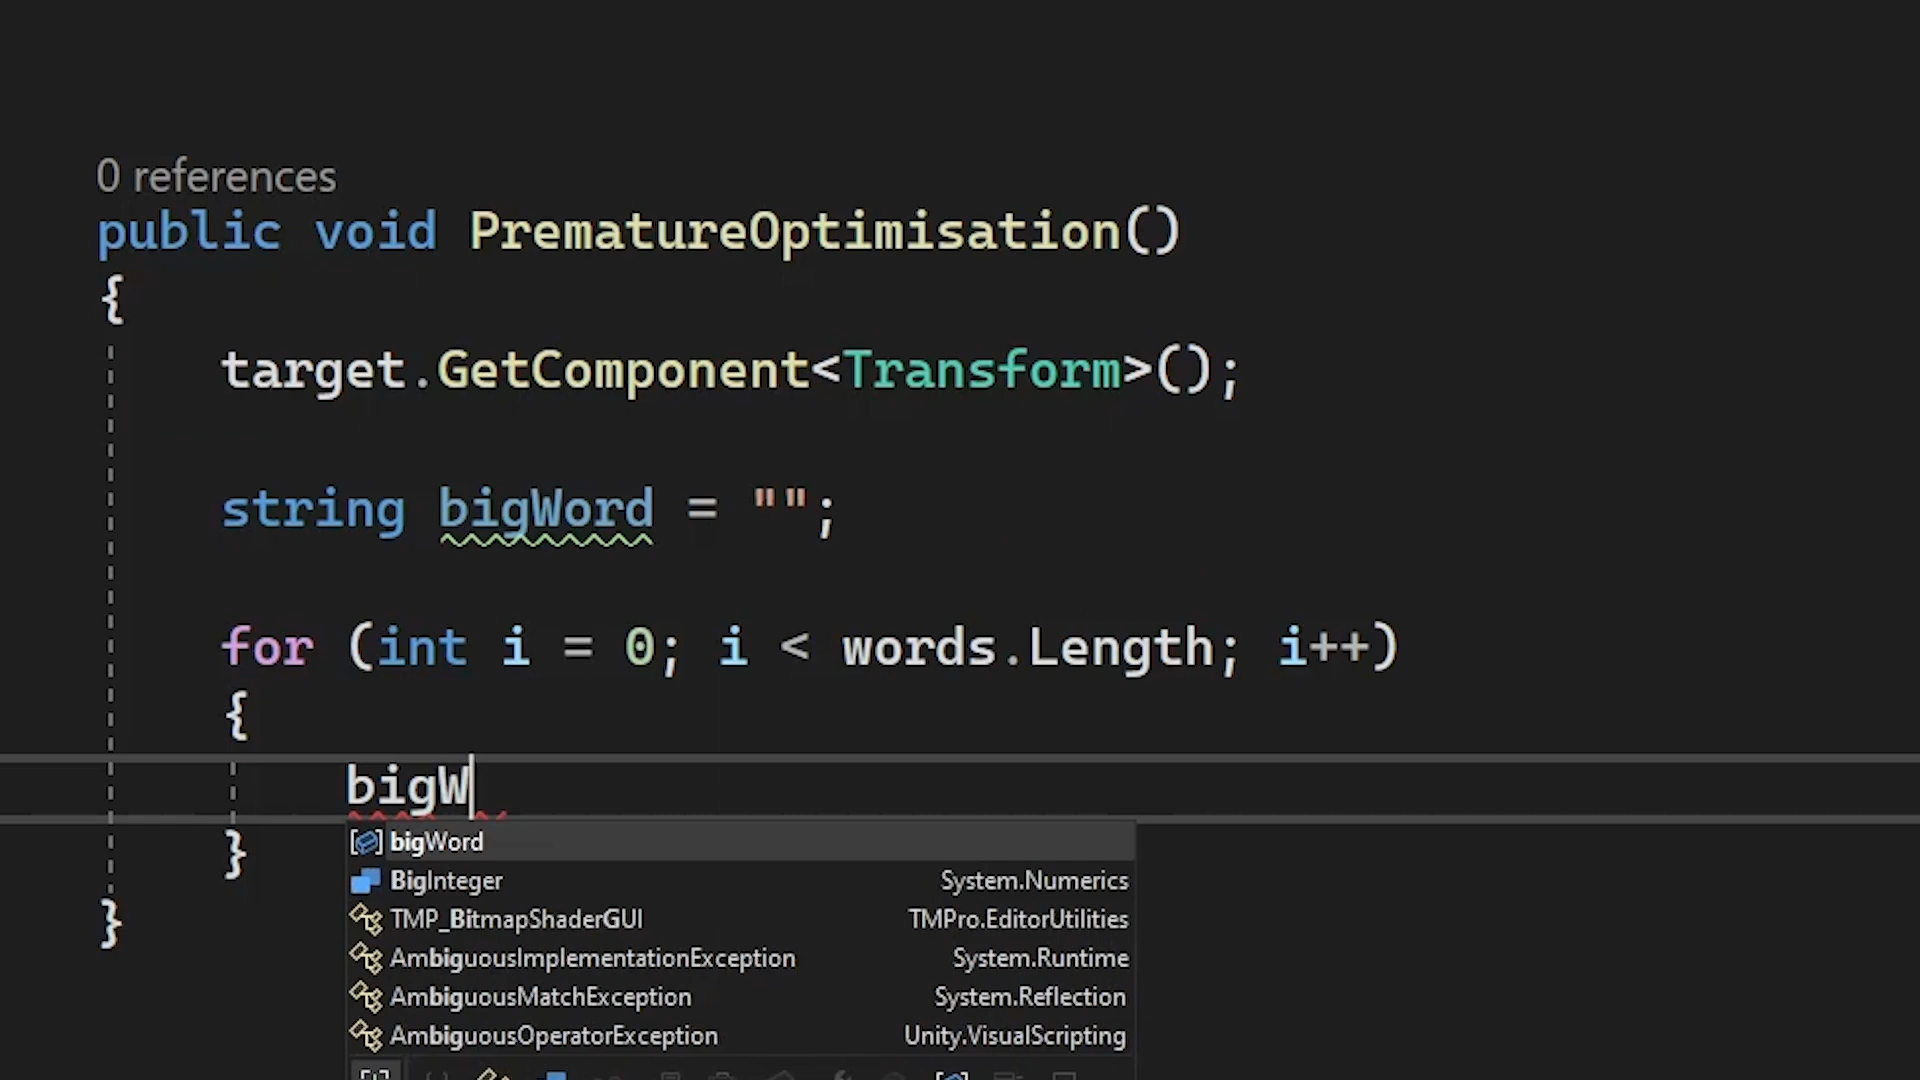 0 references
public void PrematureOptimisation()
{
target.GetComponent<Transform>();
string bigWord = "";
for (int i = 0; i < words.Length; i++)
{
bigW
}
}
bigWord
BigInteger System.Numerics
TMP_BitmapShaderGUI TMPro.EditorUtilities
AmbiguousImplementationException System.Runtime
AmbiguousMatchException System.Reflection
AmbiguousOperatorException Unity.VisualScripting